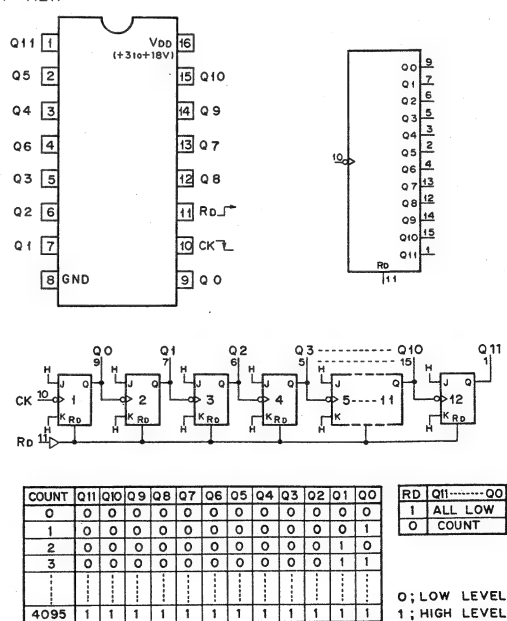 Q11 1 VDD 16
(+3to+18V)
Q5 2 15 Q10
Q4 3 14 Q9
Q6 4 13 Q7
Q3 5 12 Q8
Q2 6 11 RD
Q1 7 10 CK
8 GND 9 Q0
Q0 9
Q1 7
Q2 6
Q3 5
Q4 3
Q5 2
10 Q6 4
Q7 13
Q8 12
Q9 14
Q10 15
Q11 1
RD
11
Q0 Q1 Q2 Q3 Q10 Q11
9 7 6 5 15 1
H H H H H H
J Q J Q J Q J Q J Q J Q
CK 10 1 2 3 4 5 11 12
K RD K RD K RD K RD K RD K RD
H H H H H H
RD 11
COUNT Q11 Q10 Q9 Q8 Q7 Q6 Q5 Q4 Q3 Q2 Q1 Q0
0 0 0 0 0 0 0 0 0 0 0 0 0
1 0 0 0 0 0 0 0 0 0 0 0 1
2 0 0 0 0 0 0 0 0 0 0 1 0
3 0 0 0 0 0 0 0 0 0 0 1 1
4095 1 1 1 1 1 1 1 1 1 1 1 1
RD Q11--------Q0
1 ALL LOW
0 COUNT
0; LOW LEVEL
1; HIGH LEVEL